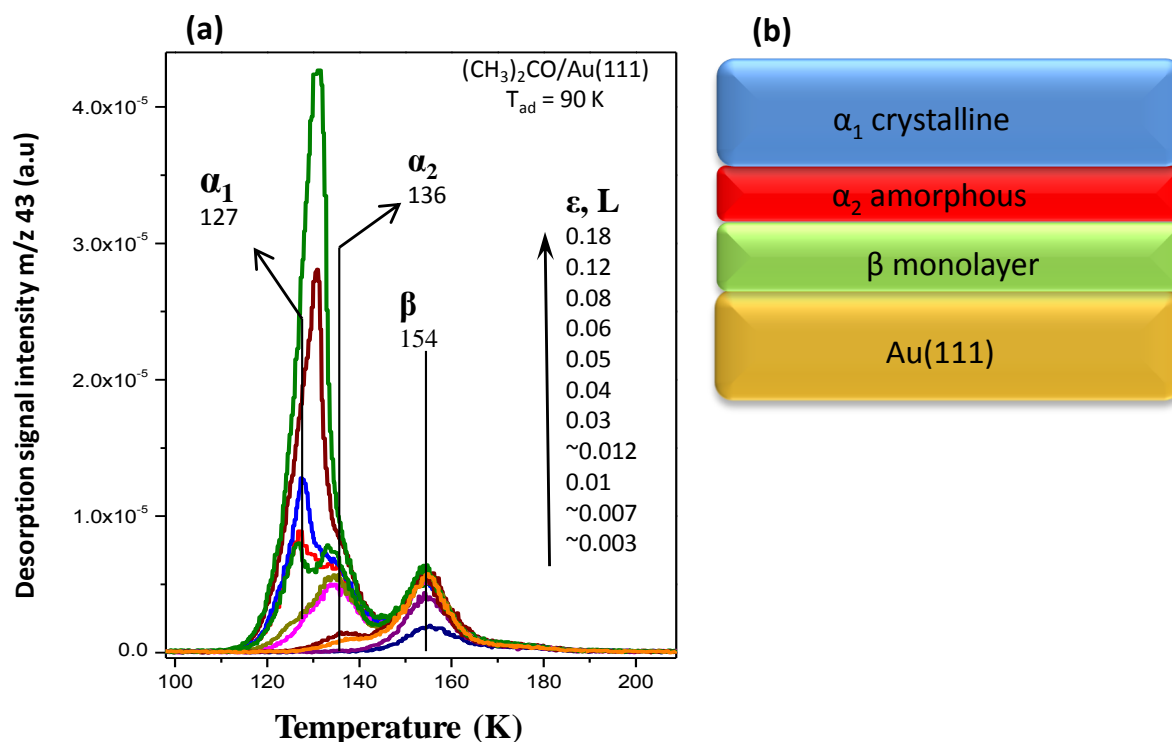 (a)
(CH₃)₂CO/Au(111)
T_ad = 90 K
Desorption signal intensity m/z 43 (a.u)
4.0x10⁻⁵
3.0x10⁻⁵
2.0x10⁻⁵
1.0x10⁻⁵
0.0
α₁
127
α₂
136
β
154
ε, L
0.18
0.12
0.08
0.06
0.05
0.04
0.03
~0.012
0.01
~0.007
~0.003
100
120
140
160
180
200
Temperature (K)
(b)
α₁ crystalline
α₂ amorphous
β monolayer
Au(111)